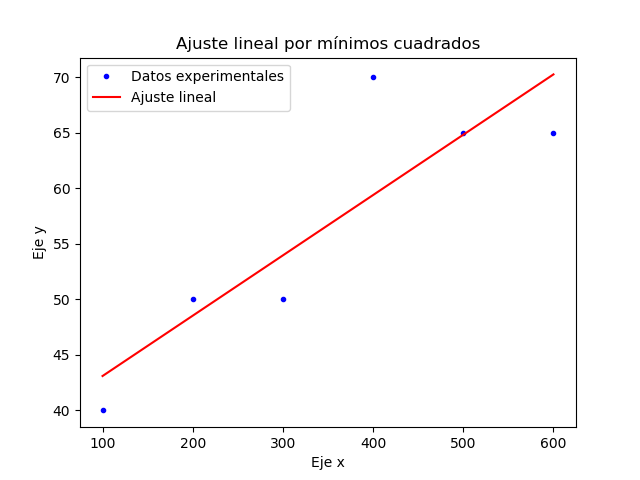 Ajuste lineal por mínimos cuadrados
Datos experimentales
Ajuste lineal
70
65
60
55
50
45
40
Eje y
100 200 300 400 500 600
Eje x